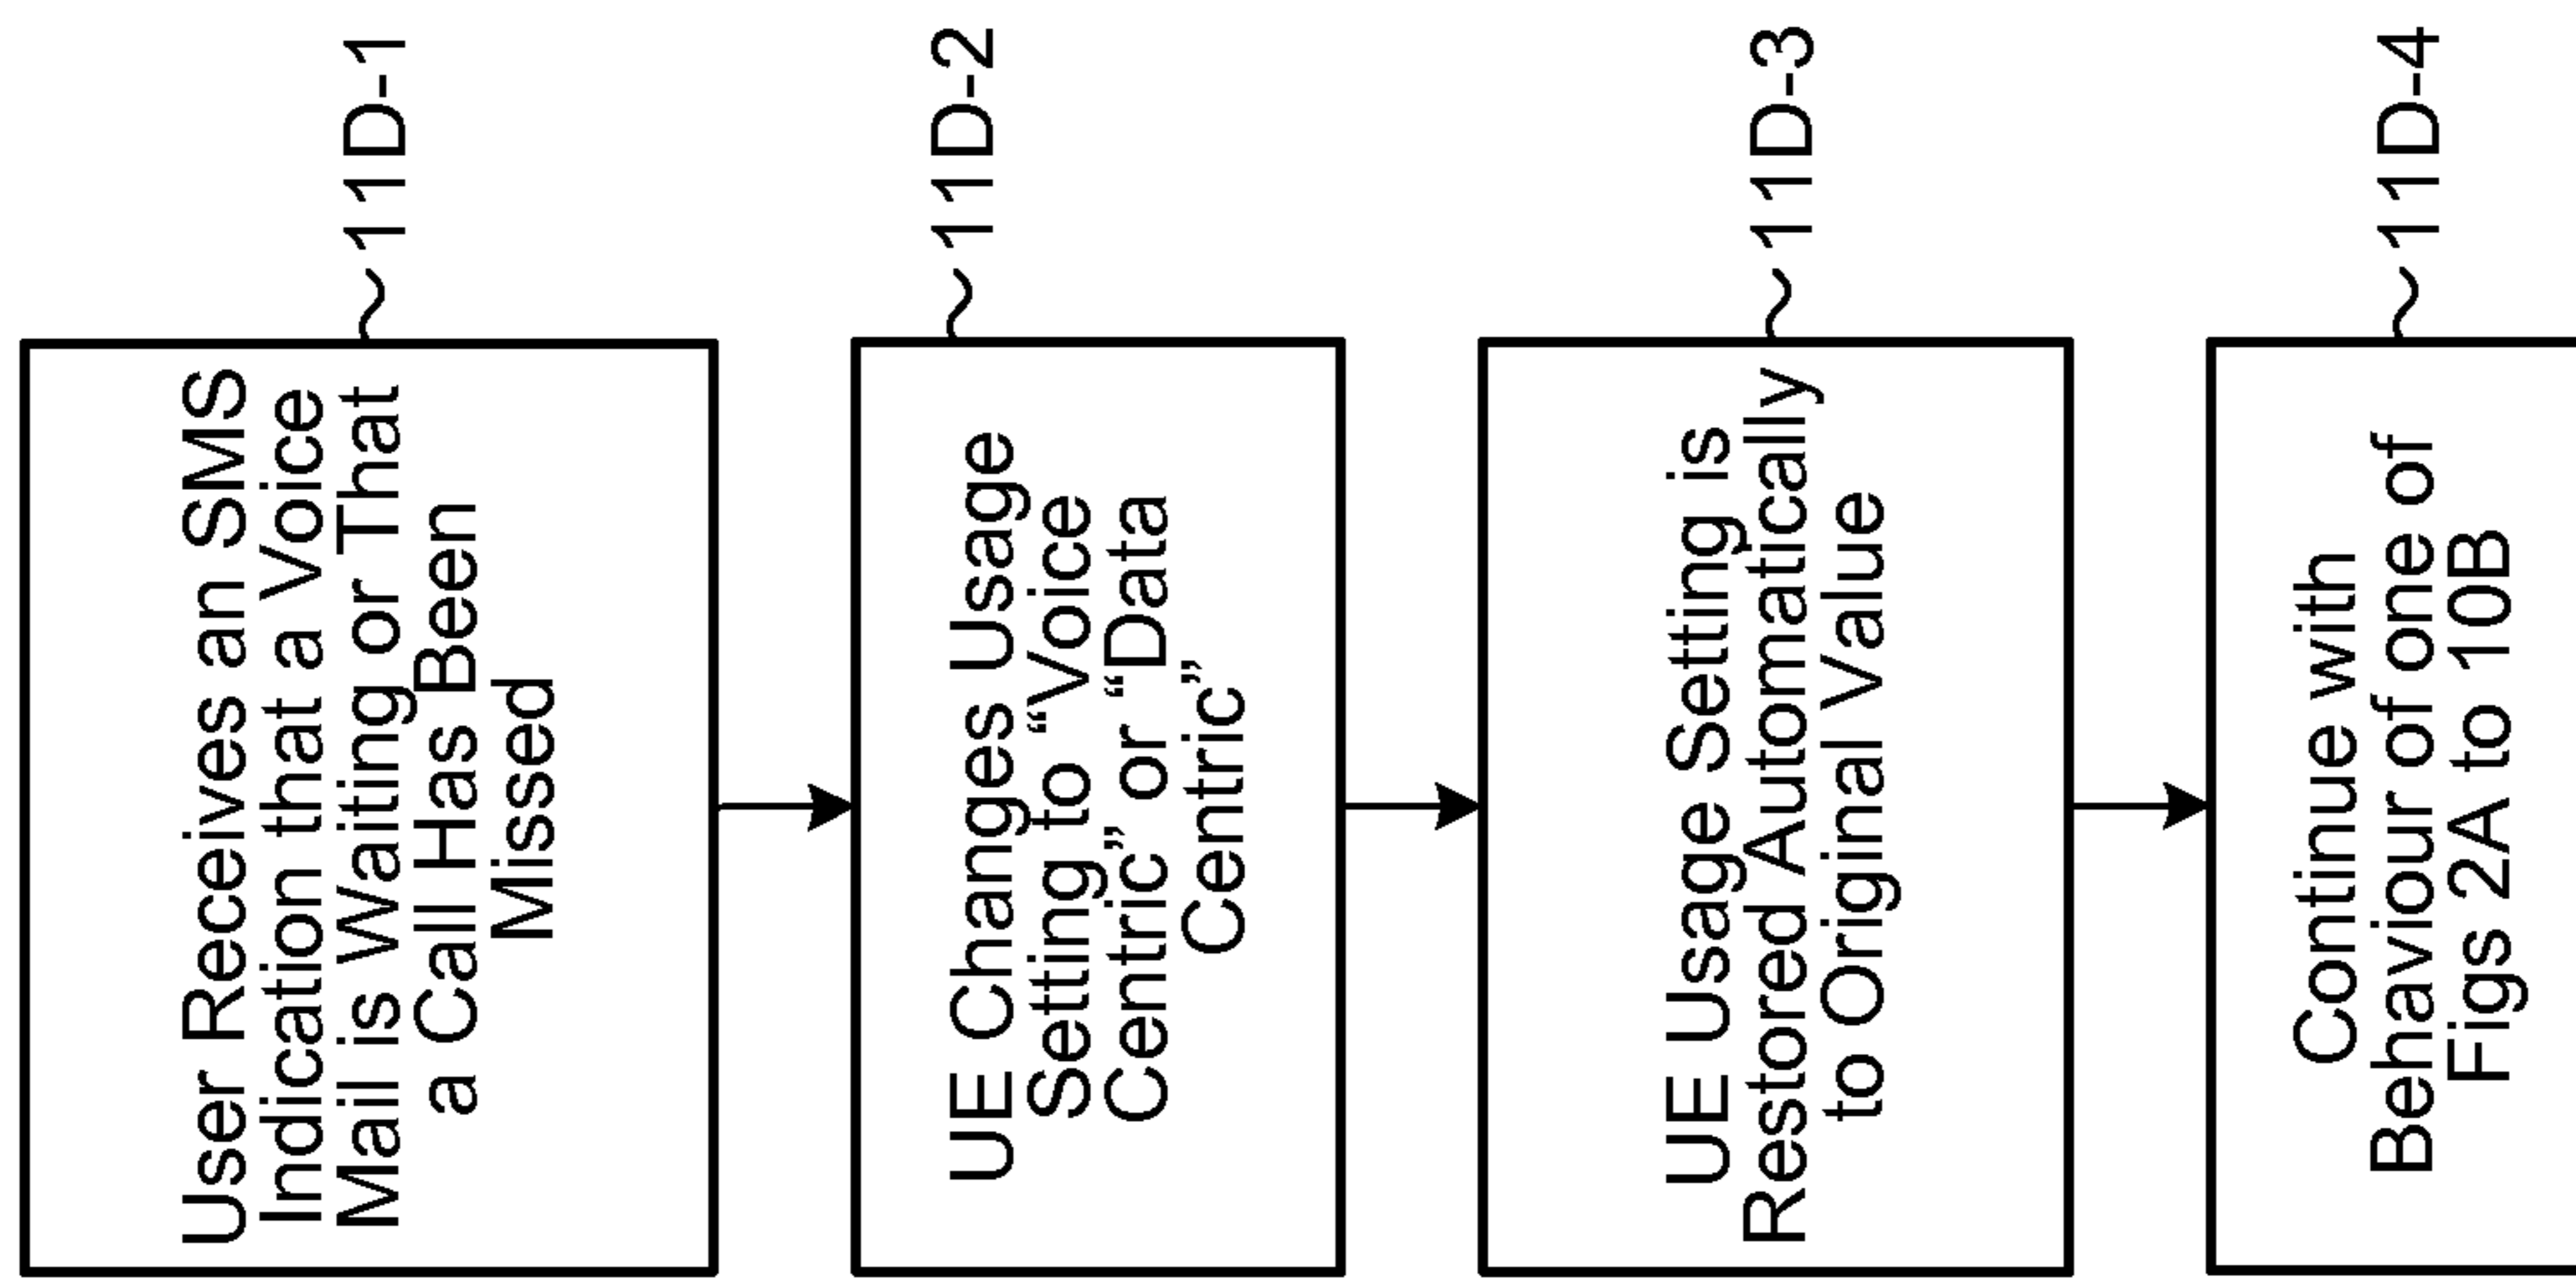 User Receives an SMS
Indication that a Voice
Mail is Waiting or That
a Call Has Been
Missed
11D-1
UE Changes Usage
Setting to “Voice
Centric” or “Data
Centric”
11D-2
UE Usage Setting is
Restored Automatically
to Original Value
11D-3
Continue with
Behaviour of one of
Figs 2A to 10B
11D-4